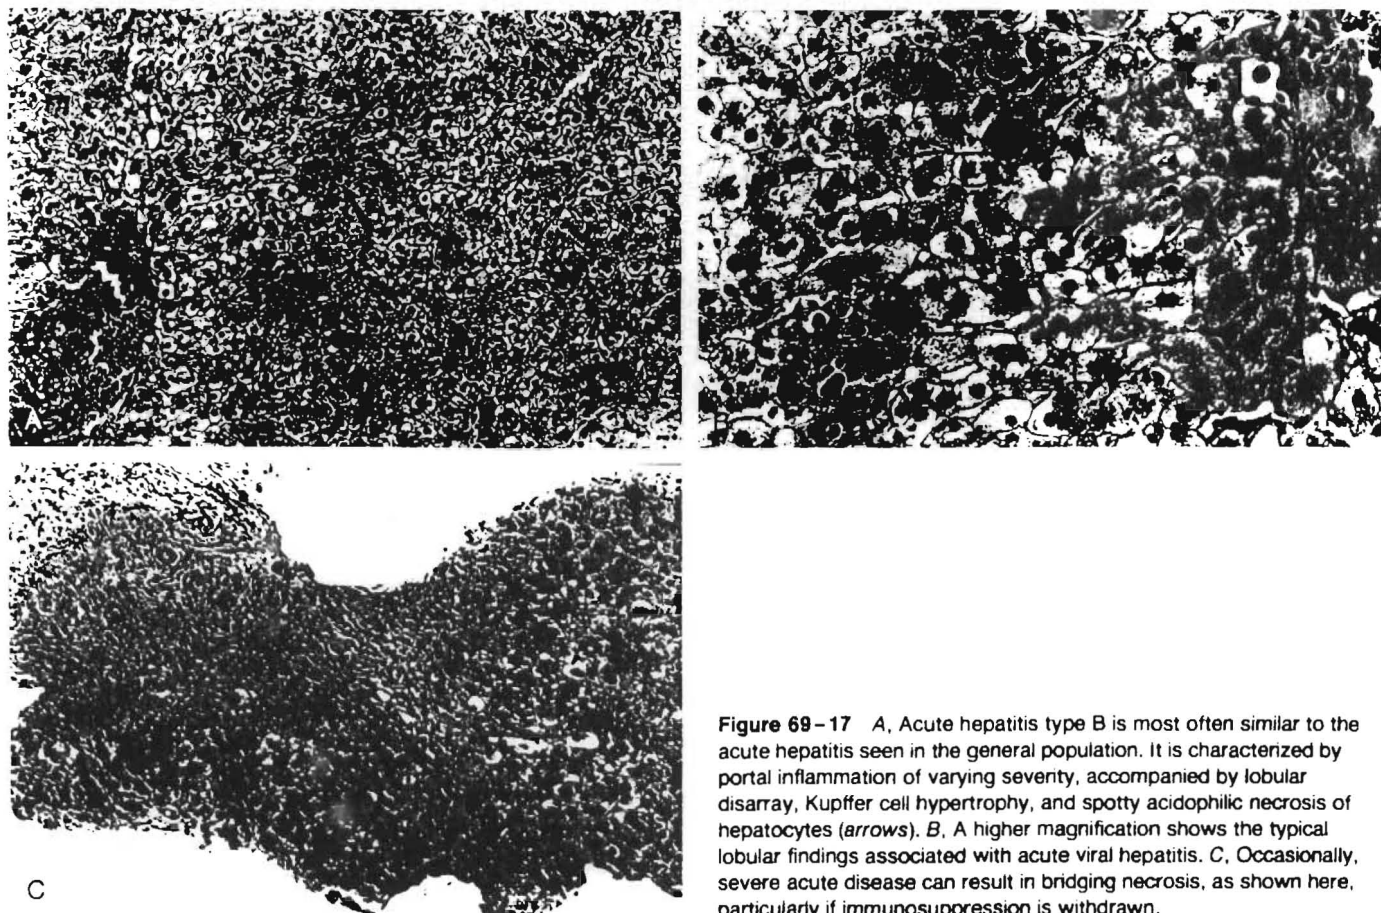 A
C
Figure 69–17 A, Acute hepatitis type B is most often similar to the
acute hepatitis seen in the general population. It is characterized by
portal inflammation of varying severity, accompanied by lobular
disarray, Kupffer cell hypertrophy, and spotty acidophilic necrosis of
hepatocytes (arrows). B, A higher magnification shows the typical
lobular findings associated with acute viral hepatitis. C, Occasionally,
severe acute disease can result in bridging necrosis, as shown here,
particularly if immunosuppression is withdrawn.